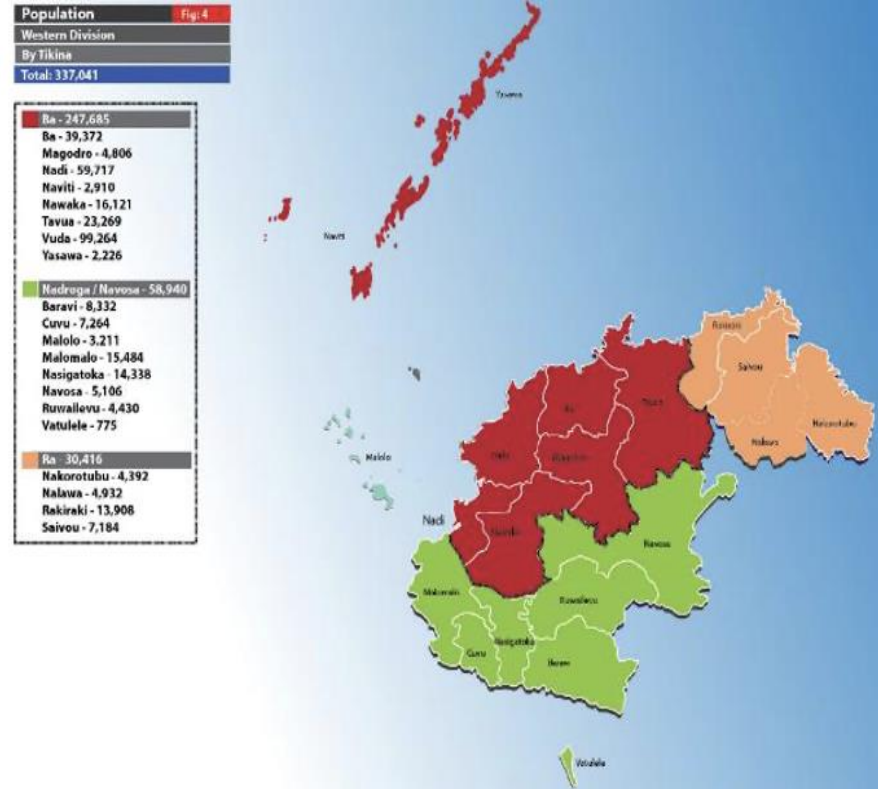 Population Fig: 4
Western Division
By Tikina
Total: 337,041
Ba - 247,685
Ba - 39,372
Magodro - 4,806
Nadi - 59,717
Naviti - 2,910
Nawaka - 16,121
Tavua - 23,269
Vuda - 99,264
Yasawa - 2,226
Nadroga / Navosa - 58,940
Baravi - 8,332
Cuvu - 7,264
Malolo - 3.211
Malomalo - 15,484
Nasigatoka - 14,338
Navosa - 5,106
Ruwailevu - 4,430
Vatulele - 775
Ra - 30,416
Nakorotubu - 4,392
Nalawa - 4,932
Rakiraki - 13,908
Saivou - 7,184
Yasawa
Naviti
Saivou
Nakorotubu
Nalawa
Malolo
Nadi
Navosa
Malomalo
Ruwailevu
Nasigatoka
Cuvu
Vatulele